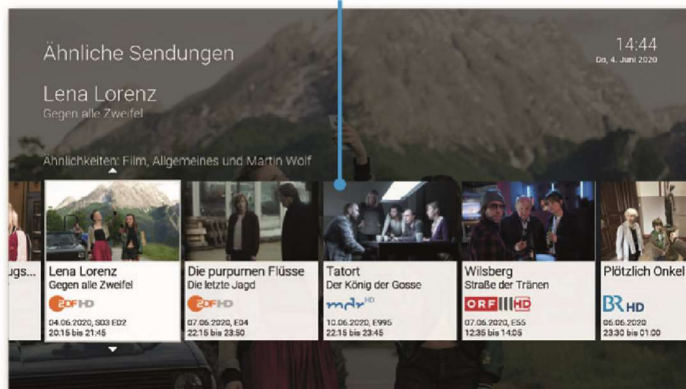 Ähnliche Sendungen
14:44
Do, 4. Juni 2020
Lena Lorenz
Gegen alle Zweifel
Ähnlichkeiten: Film, Allgemeines und Martin Wolf
ugs...
Lena Lorenz
Gegen alle Zweifel
ZDF HD
04.06.2020, S03 E02
20:15 bis 21:45
Die purpurnen Flüsse
Die letzte Jagd
ZDF HD
07.06.2020, E04
22:15 bis 23:50
Tatort
Der König der Gosse
mdr HD
10.06.2020, E995
22:15 bis 23:45
Wilsberg
Straße der Tränen
ORF III HD
07.06.2020, E55
12:35 bis 14:05
Plötzlich Onkel
BR HD
06.06.2020
23:30 bis 01:00